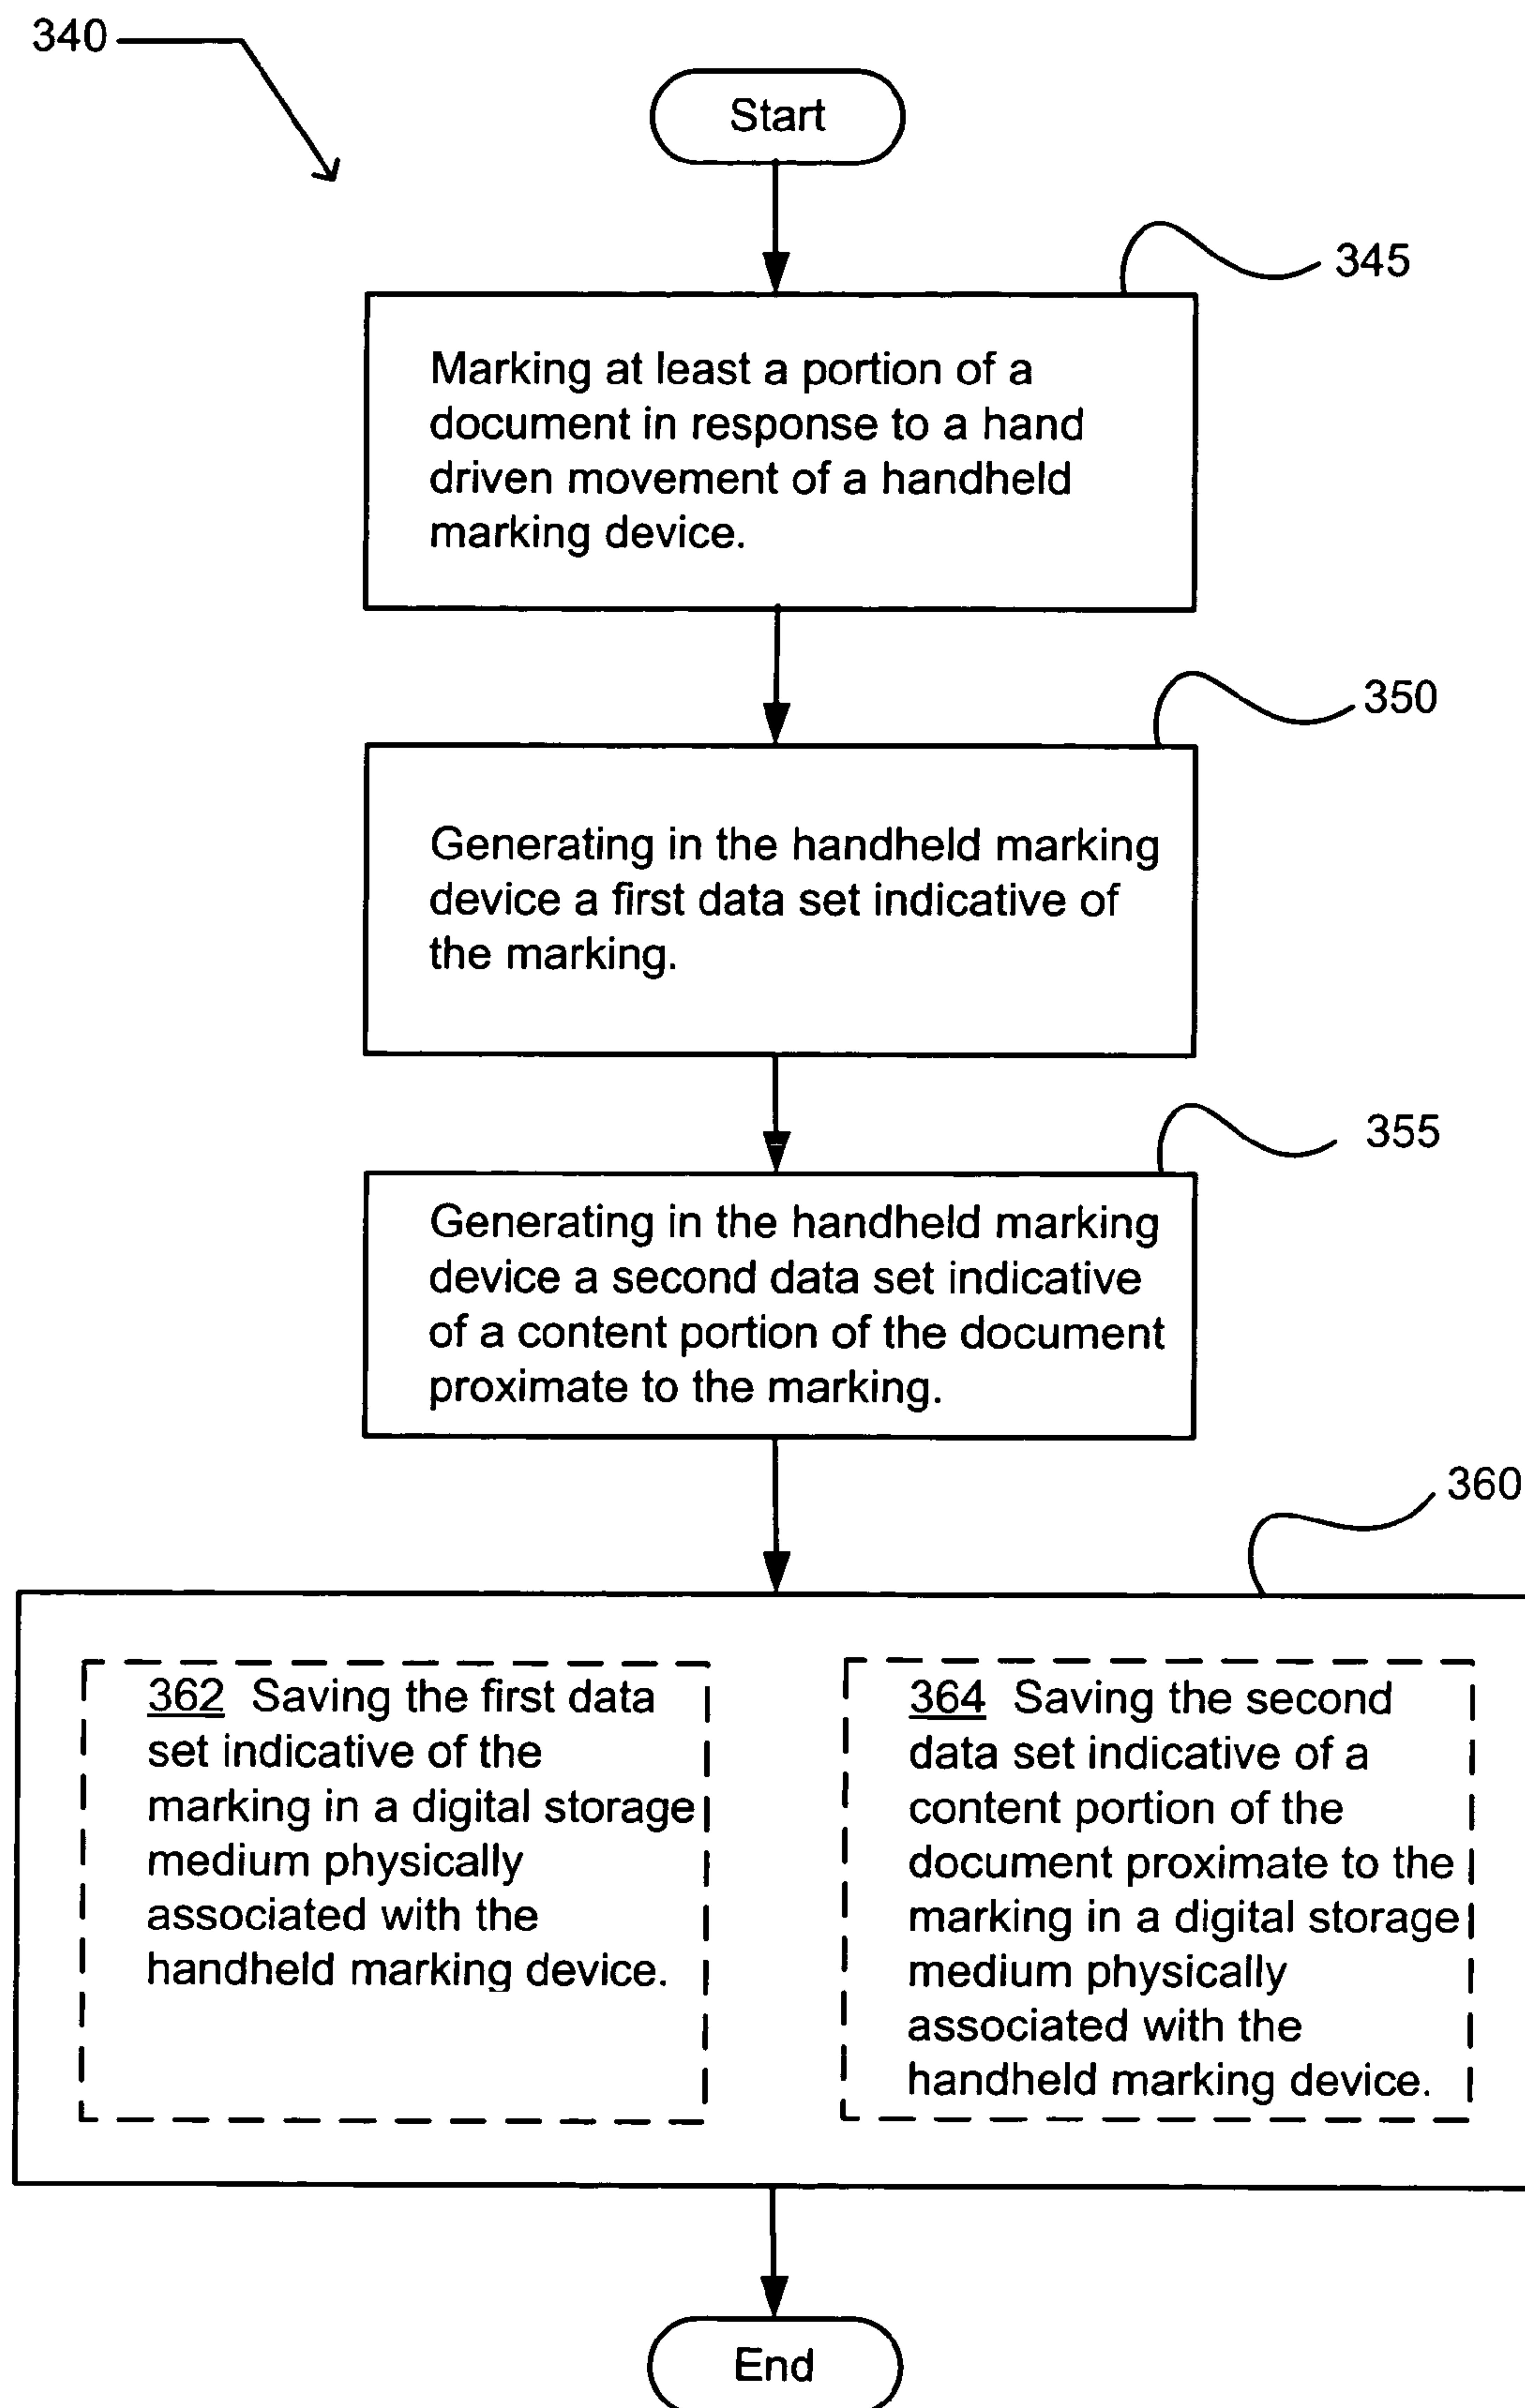 340
Start
345
Marking at least a portion of a
document in response to a hand
driven movement of a handheld
marking device.
350
Generating in the handheld marking
device a first data set indicative of
the marking.
355
Generating in the handheld marking
device a second data set indicative
of a content portion of the document
proximate to the marking.
360
362 Saving the first data
set indicative of the
marking in a digital storage
medium physically
associated with the
handheld marking device.
364 Saving the second
data set indicative of a
content portion of the
document proximate to the
marking in a digital storage
medium physically
associated with the
handheld marking device.
End